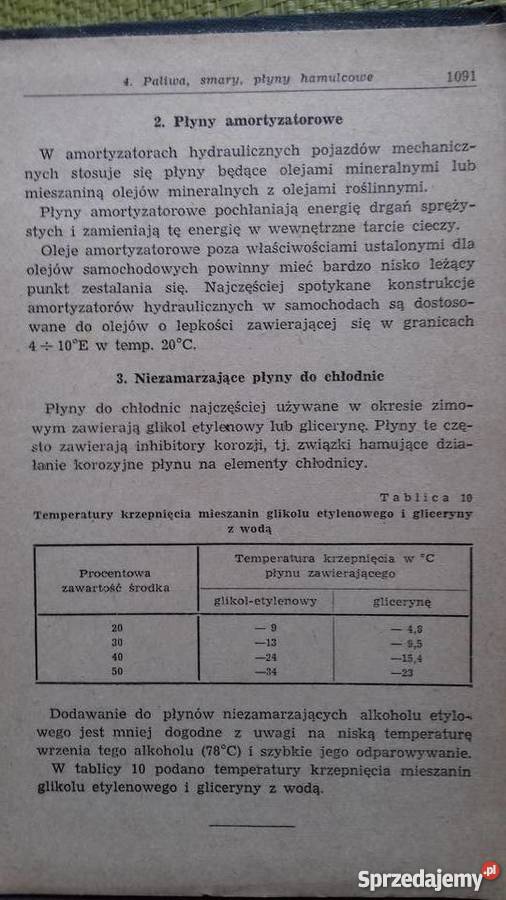 4. Paliwa, smary, płyny hamulcowe 1091
2. Płyny amortyzatorowe
W amortyzatorach hydraulicznych pojazdów mechanicz-
nych stosuje się płyny będące olejami mineralnymi lub
mieszaniną olejów mineralnych z olejami roślinnymi.
Płyny amortyzatorowe pochłaniają energię drgań spręży-
stych i zamieniają tę energię w wewnętrzne tarcie cieczy.
Oleje amortyzatorowe poza właściwościami ustalonymi dla
olejów samochodowych powinny mieć bardzo nisko leżący
punkt zestalania się. Najczęściej spotykane konstrukcje
amortyzatorów hydraulicznych w samochodach są dostoso-
wane do olejów o lepkości zawierającej się w granicach
4 ÷ 10°E w temp. 20°C.
3. Niezamarzające płyny do chłodnic
Płyny do chłodnic najczęściej używane w okresie zimo-
wym zawierają glikol etylenowy lub glicerynę. Płyny te czę-
sto zawierają inhibitory korozji, tj. związki hamujące dzia-
łanie korozyjne płynu na elementy chłodnicy.
Tablica 10
Temperatury krzepnięcia mieszanin glikolu etylenowego i gliceryny
z wodą
Procentowa
zawartość środka
Temperatura krzepnięcia w °C
płynu zawierającego
glikol-etylenowy glicerynę
20 — 9 — 4,8
30 —13 — 9,5
40 —24 —15,4
50 —34 —23
Dodawanie do płynów niezamarzających alkoholu etylo-
wego jest mniej dogodne z uwagi na niską temperaturę
wrzenia tego alkoholu (78°C) i szybkie jego odparowywanie.
W tablicy 10 podano temperatury krzepnięcia mieszanin
glikolu etylenowego i gliceryny z wodą.
Sprzedajemy.pl